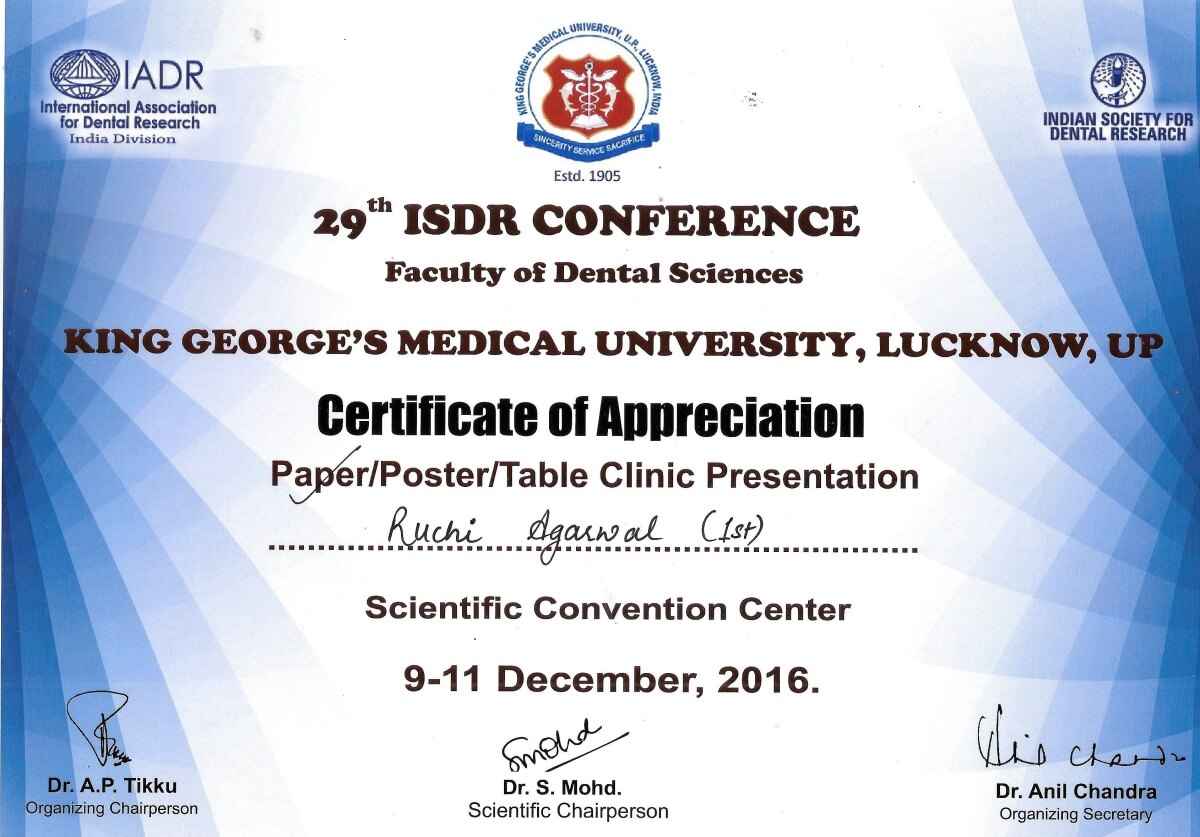 IADR
International Association
for Dental Research
India Division
KING GEORGE'S MEDICAL UNIVERSITY, U.P., LUCKNOW, INDIA
SINCERITY SERVICE SACRIFICE
Estd. 1905
INDIAN SOCIETY FOR
DENTAL RESEARCH
29th ISDR CONFERENCE
Faculty of Dental Sciences
KING GEORGE'S MEDICAL UNIVERSITY, LUCKNOW, UP
Certificate of Appreciation
Paper/Poster/Table Clinic Presentation
Ruchi Agarwal (1st)
Scientific Convention Center
9-11 December, 2016.
Smohd
Anil Chandra
Dr. A.P. Tikku
Organizing Chairperson
Dr. S. Mohd.
Scientific Chairperson
Dr. Anil Chandra
Organizing Secretary